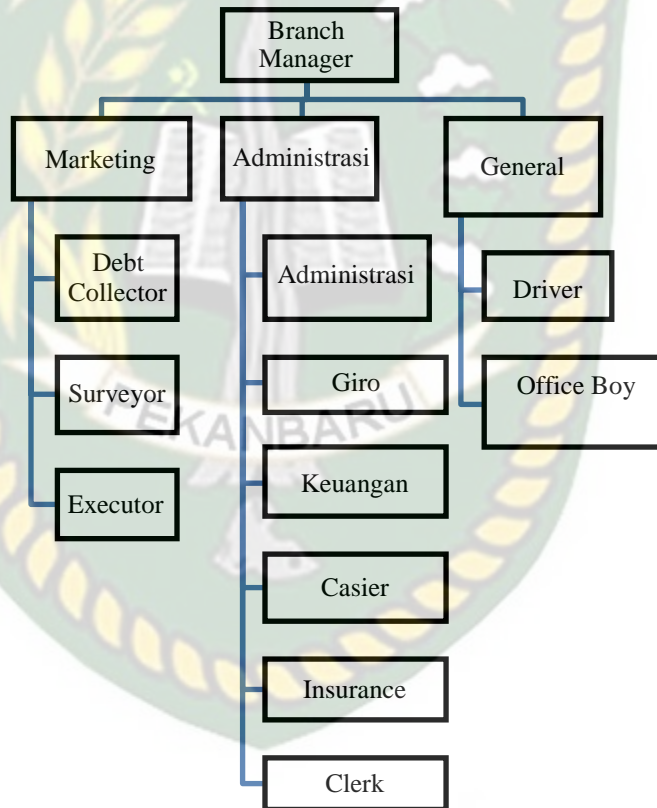 Branch
Manager
Marketing
Administrasi
General
Debt
Collector
Surveyor
Executor
Administrasi
Giro
Keuangan
Casier
Insurance
Clerk
Driver
Office Boy
PEKANBARU